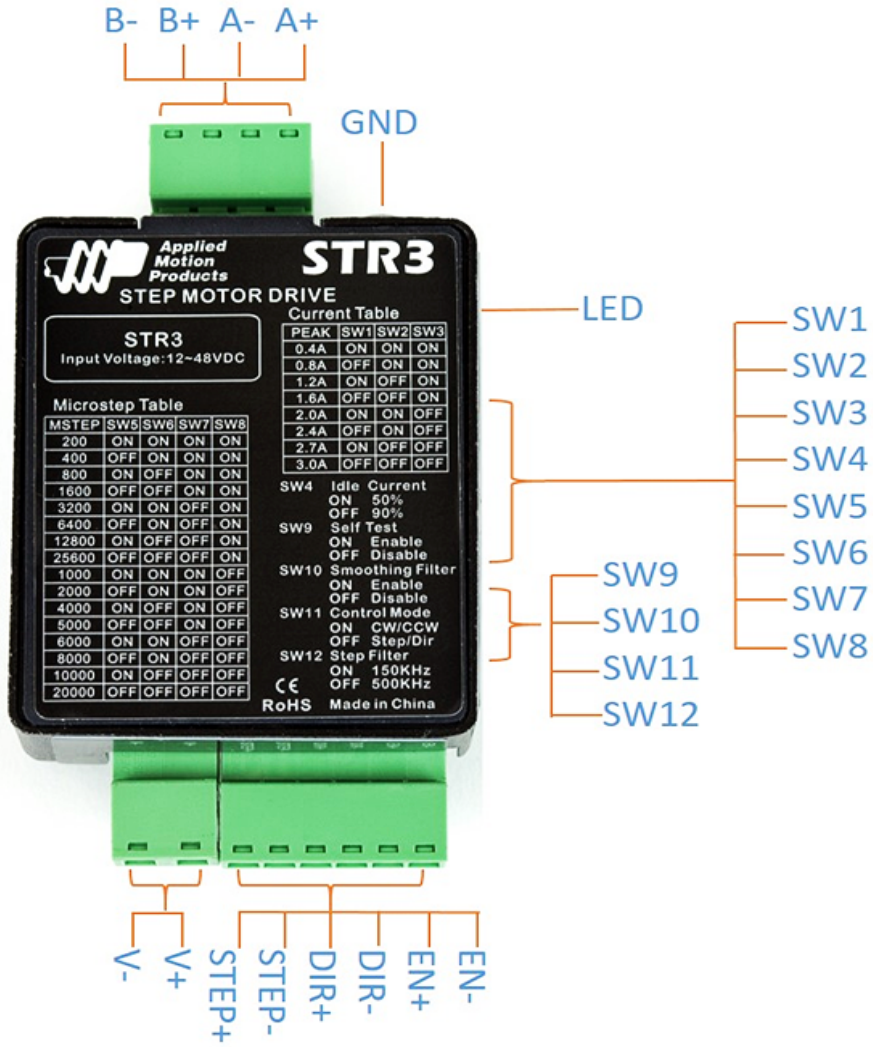 B- B+ A- A+
GND
Applied
Motion
Products
STR3
STEP MOTOR DRIVE
STR3
Input Voltage:12~48VDC
Microstep Table
MSTEP SW5 SW6 SW7 SW8
200 ON ON ON ON
400 OFF ON ON ON
800 ON OFF ON ON
1600 OFF OFF ON ON
3200 ON ON OFF ON
6400 OFF ON OFF ON
12800 ON OFF OFF ON
25600 OFF OFF OFF ON
1000 ON ON ON OFF
2000 OFF ON ON OFF
4000 ON OFF ON OFF
5000 OFF OFF ON OFF
6000 ON ON OFF OFF
8000 OFF ON OFF OFF
10000 ON OFF OFF OFF
20000 OFF OFF OFF OFF
Current Table
PEAK SW1 SW2 SW3
0.4A ON ON ON
0.8A OFF ON ON
1.2A ON OFF ON
1.6A OFF OFF ON
2.0A ON ON OFF
2.4A OFF ON OFF
2.7A ON OFF OFF
3.0A OFF OFF OFF
SW4 Idle Current
ON 50%
OFF 90%
SW9 Self Test
ON Enable
OFF Disable
SW10 Smoothing Filter
ON Enable
OFF Disable
SW11 Control Mode
ON CW/CCW
OFF Step/Dir
SW12 Step Filter
ON 150KHz
OFF 500KHz
CE
RoHS Made in China
LED
SW1
SW2
SW3
SW4
SW5
SW6
SW7
SW8
SW9
SW10
SW11
SW12
V- V+ STEP+ STEP- DIR+ DIR- EN+ EN-